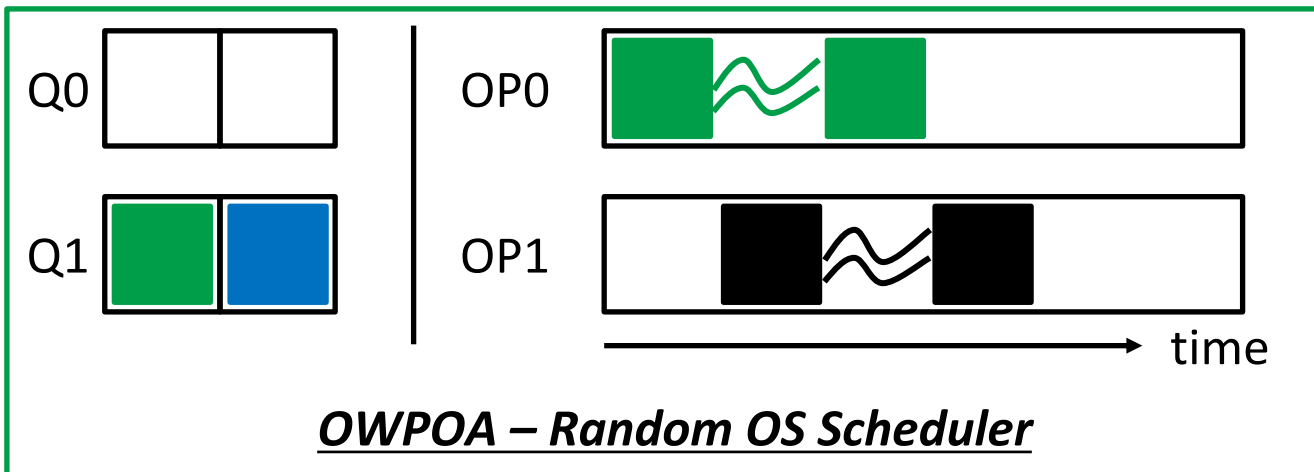 Q0
OP0
Q1
OP1
time
OWPOA – Random OS Scheduler